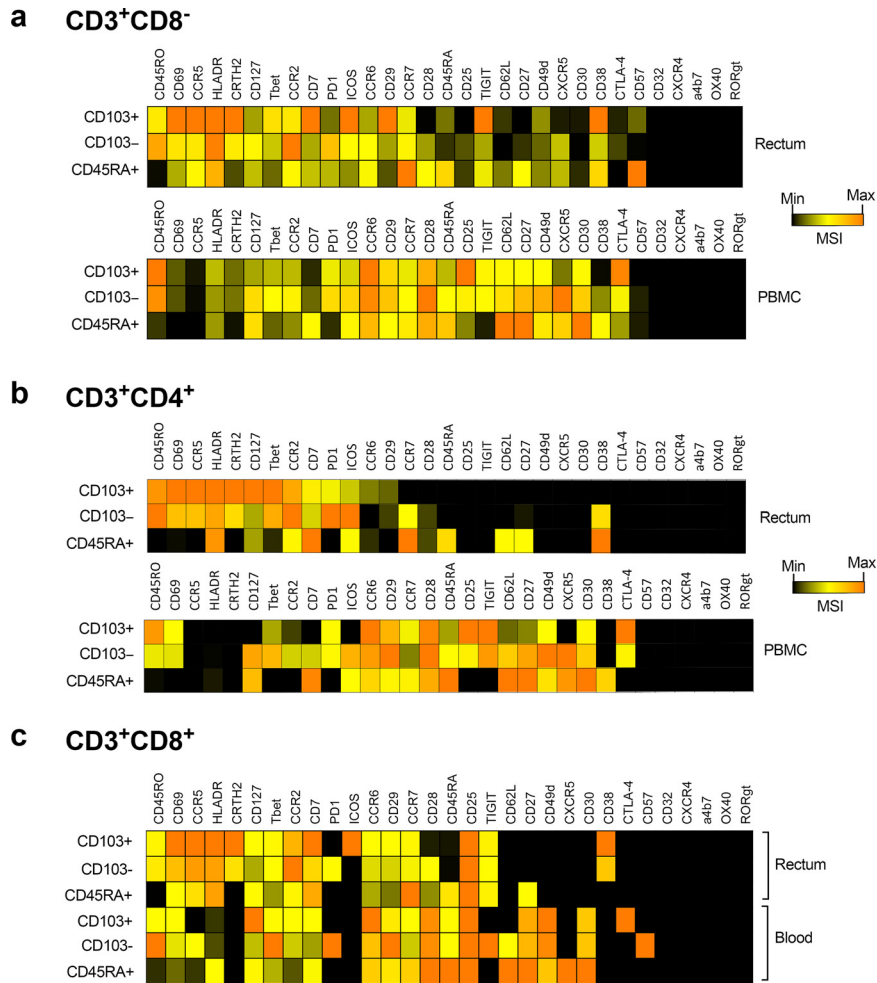 a CD3+CD8-
CD45RO CD69 CCR5 HLADR CRTH2 CD127 Tbet CCR2 CD7 PD1 ICOS CCR6 CD29 CCR7 CD28 CD45RA CD25 TIGIT CD62L CD27 CD49d CXCR5 CD30 CD38 CTLA-4 CD57 CD32 CXCR4 a4b7 OX40 RORgt
CD103+
CD103–
CD45RA+
Rectum
CD45RO CD69 CCR5 HLADR CRTH2 CD127 Tbet CCR2 CD7 PD1 ICOS CCR6 CD29 CCR7 CD28 CD45RA CD25 TIGIT CD62L CD27 CD49d CXCR5 CD30 CD38 CTLA-4 CD57 CD32 CXCR4 a4b7 OX40 RORgt
CD103+
CD103–
CD45RA+
PBMC
Min Max
MSI
b CD3+CD4+
CD45RO CD69 CCR5 HLADR CRTH2 CD127 Tbet CCR2 CD7 PD1 ICOS CCR6 CD29 CCR7 CD28 CD45RA CD25 TIGIT CD62L CD27 CD49d CXCR5 CD30 CD38 CTLA-4 CD57 CD32 CXCR4 a4b7 OX40 RORgt
CD103+
CD103–
CD45RA+
Rectum
CD45RO CD69 CCR5 HLADR CRTH2 CD127 Tbet CCR2 CD7 PD1 ICOS CCR6 CD29 CCR7 CD28 CD45RA CD25 TIGIT CD62L CD27 CD49d CXCR5 CD30 CD38 CTLA-4 CD57 CD32 CXCR4 a4b7 OX40 RORgt
CD103+
CD103–
CD45RA+
PBMC
Min Max
MSI
c CD3+CD8+
CD45RO CD69 CCR5 HLADR CRTH2 CD127 Tbet CCR2 CD7 PD1 ICOS CCR6 CD29 CCR7 CD28 CD45RA CD25 TIGIT CD62L CD27 CD49d CXCR5 CD30 CD38 CTLA-4 CD57 CD32 CXCR4 a4b7 OX40 RORgt
CD103+
CD103-
CD45RA+
Rectum
CD103+
CD103-
CD45RA+
Blood